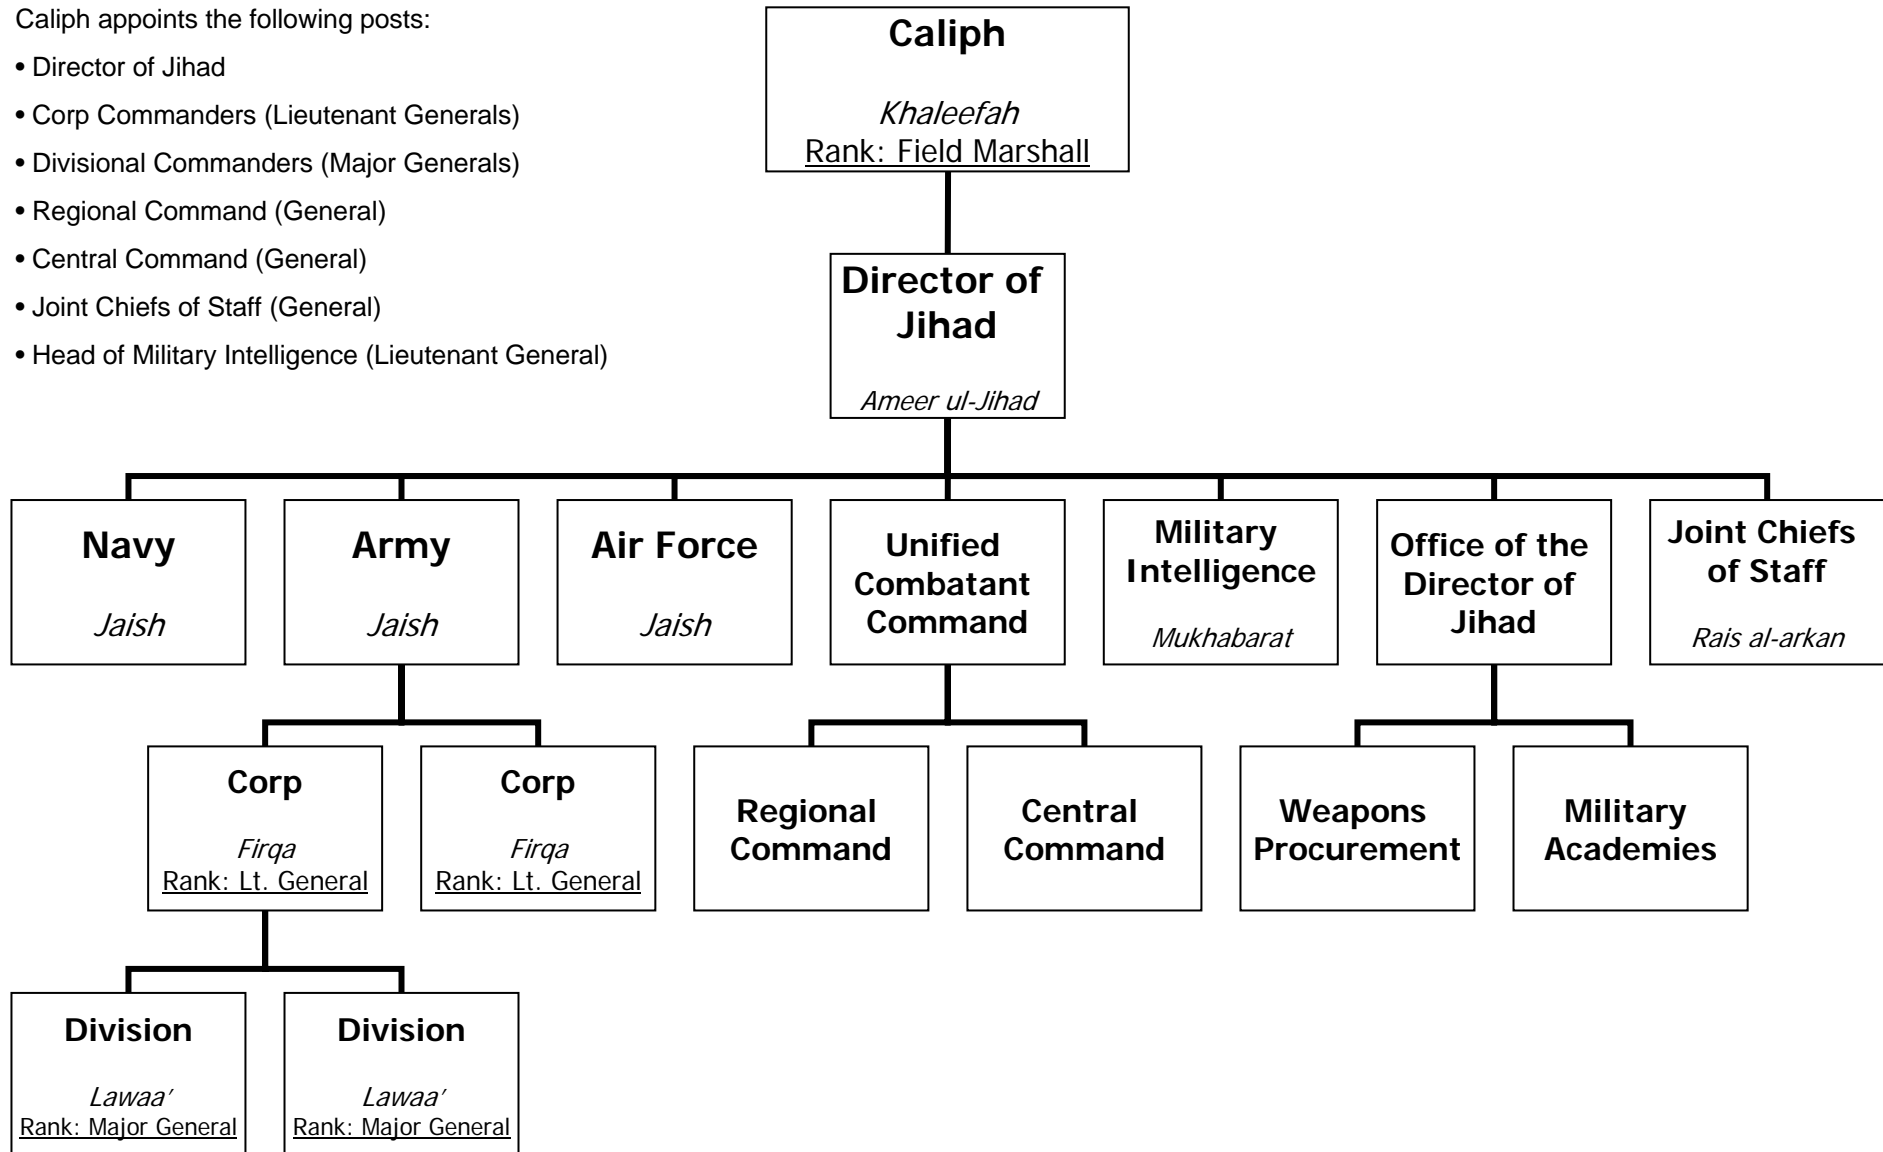 Caliph appoints the following posts:
• Director of Jihad
• Corp Commanders (Lieutenant Generals)
• Divisional Commanders (Major Generals)
• Regional Command (General)
• Central Command (General)
• Joint Chiefs of Staff (General)
• Head of Military Intelligence (Lieutenant General)
Caliph
Khaleefah
Rank: Field Marshall
Director of
Jihad
Ameer ul-Jihad
Navy
Jaish
Army
Jaish
Air Force
Jaish
Unified
Combatant
Command
Military
Intelligence
Mukhabarat
Office of the
Director of
Jihad
Joint Chiefs
of Staff
Rais al-arkan
Corp
Firqa
Rank: Lt. General
Corp
Firqa
Rank: Lt. General
Regional
Command
Central
Command
Weapons
Procurement
Military
Academies
Division
Lawaa’
Rank: Major General
Division
Lawaa’
Rank: Major General